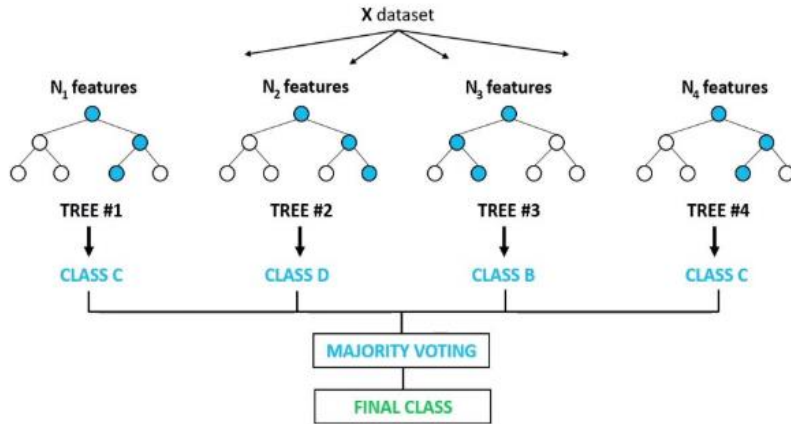 X dataset
N₁ features
N₂ features
N₃ features
N₄ features
TREE #1
TREE #2
TREE #3
TREE #4
CLASS C
CLASS D
CLASS B
CLASS C
MAJORITY VOTING
FINAL CLASS